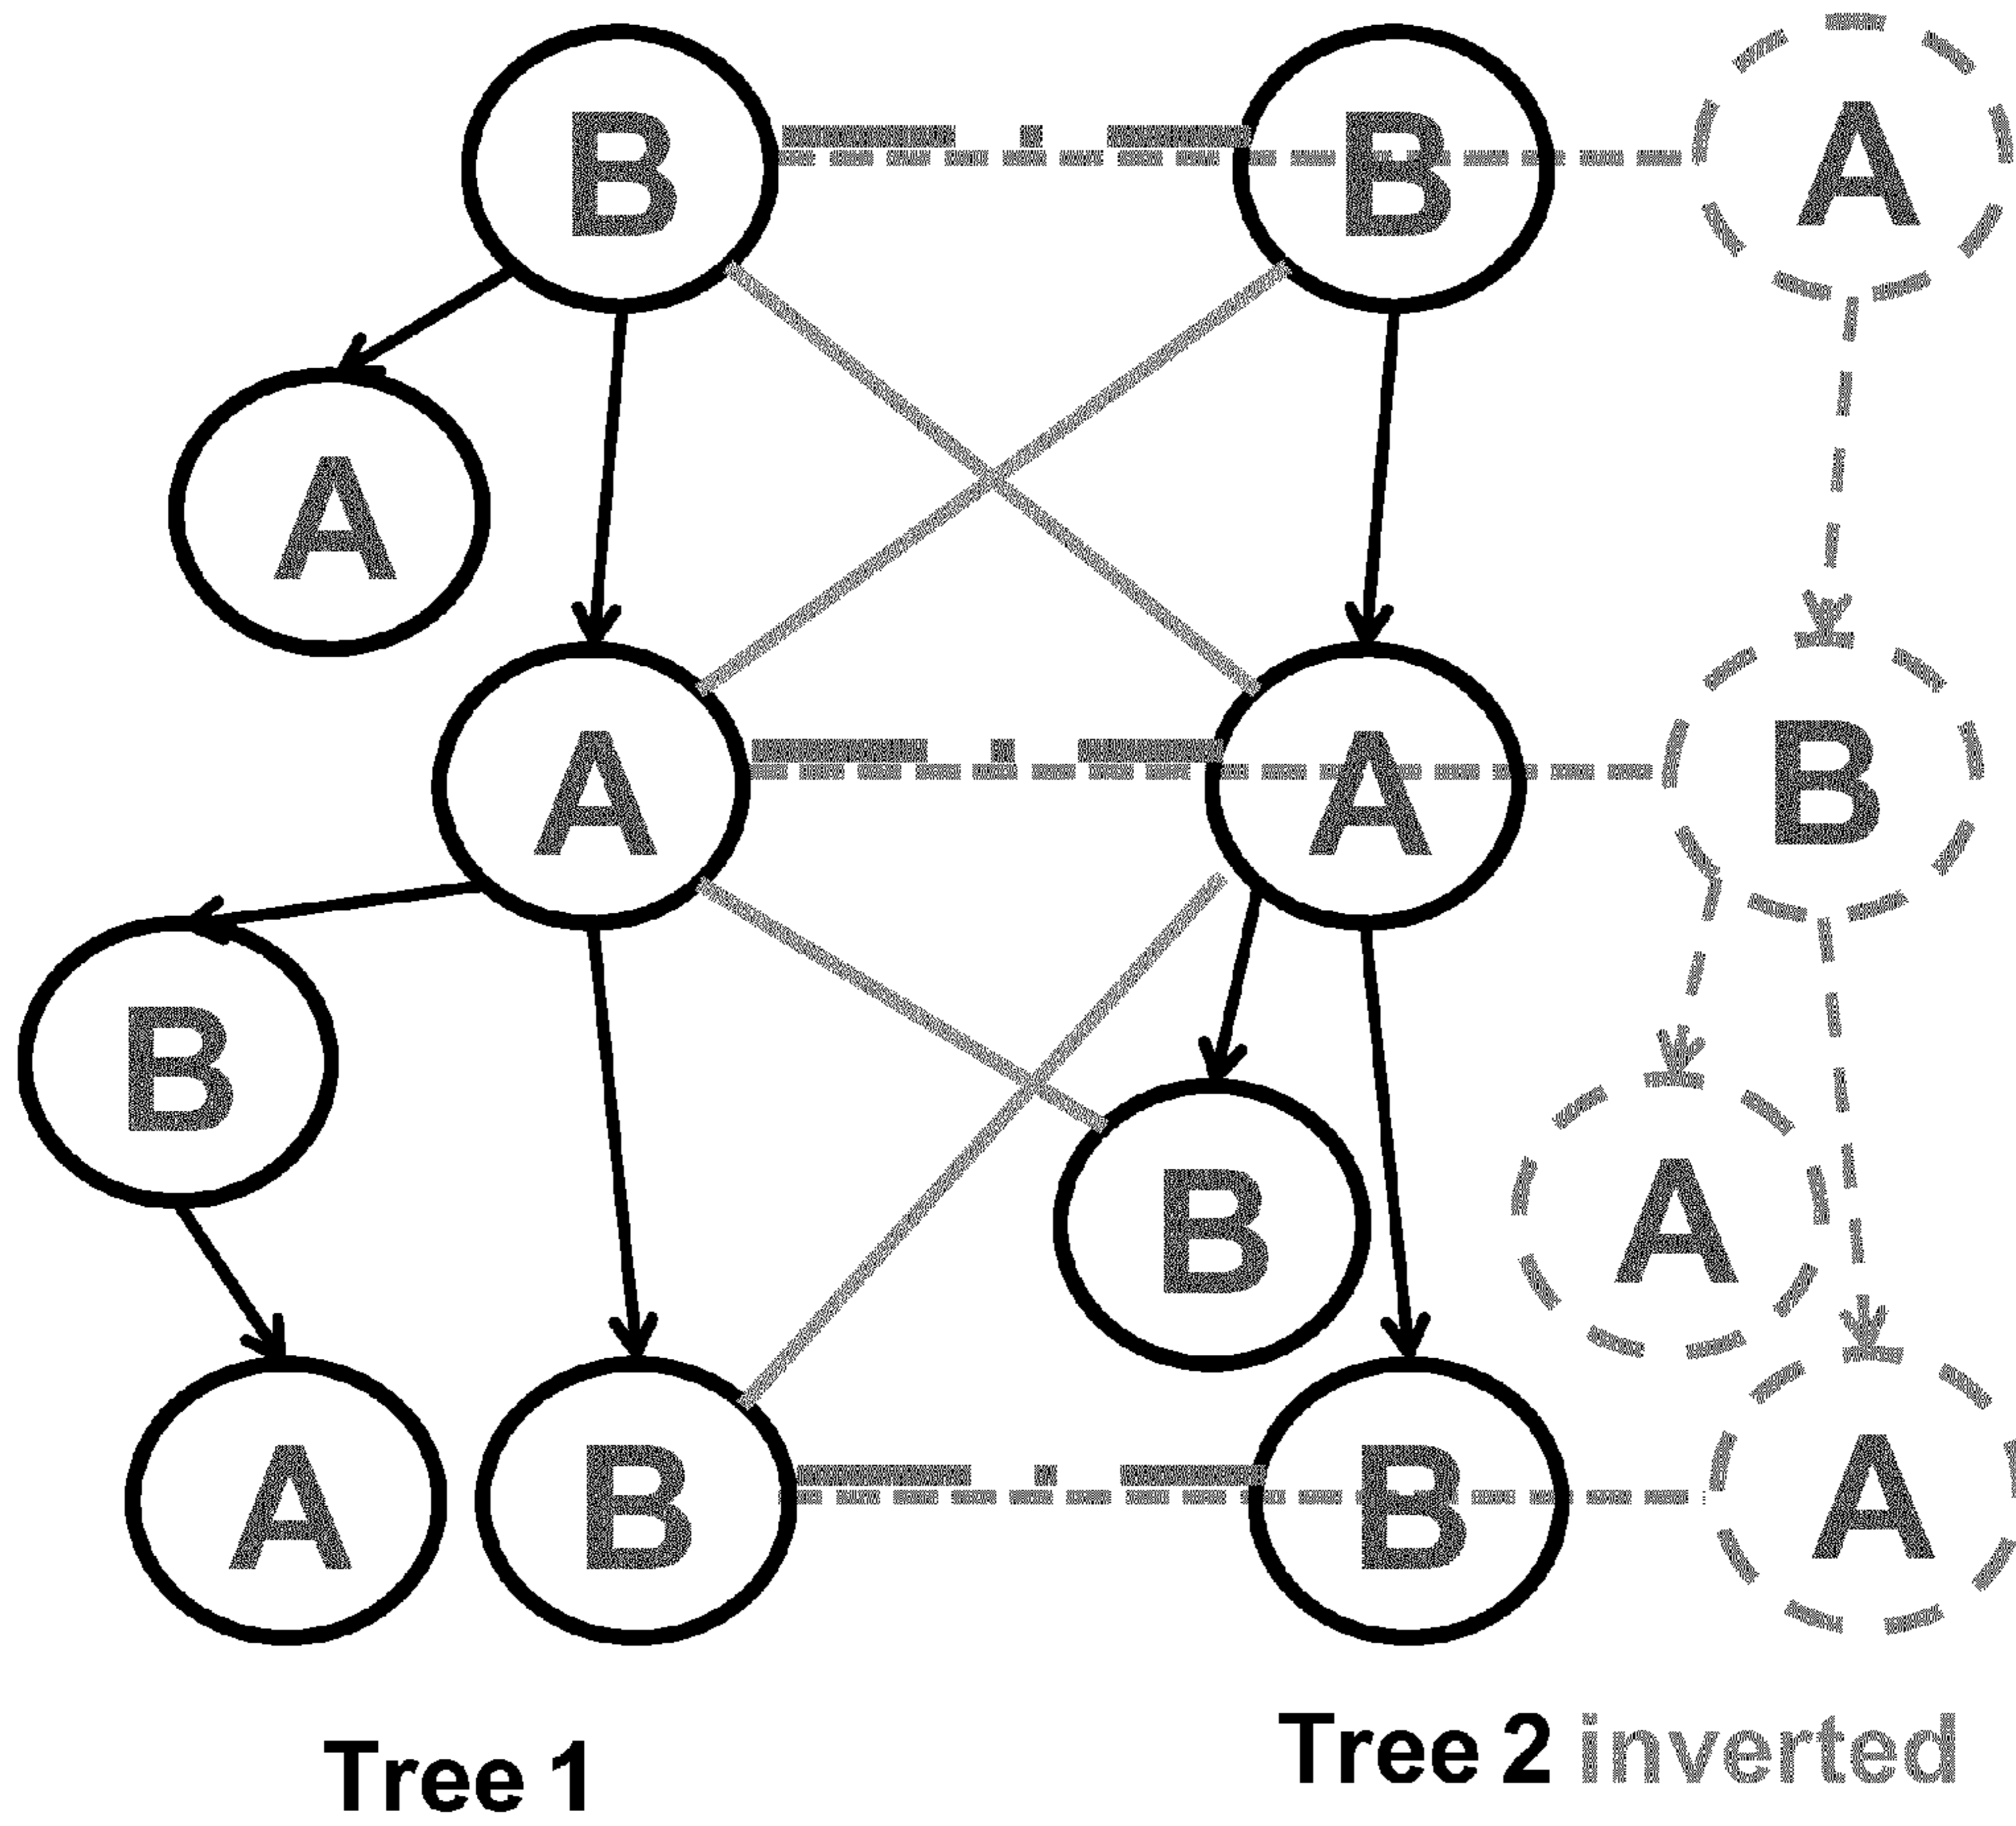 B B A
A
A A B
B
B A
A B B A
Tree 1 Tree 2 inverted